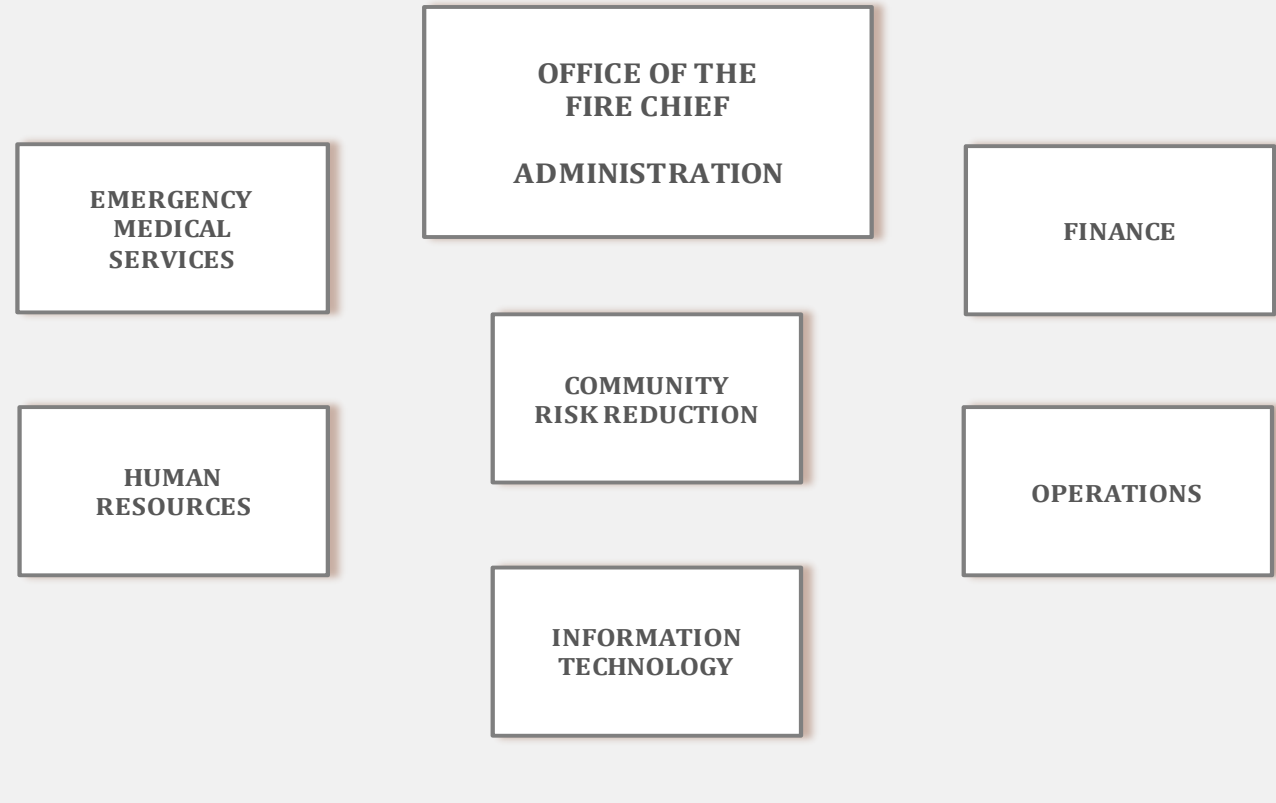 OFFICE OF THE
FIRE CHIEF
ADMINISTRATION
EMERGENCY
MEDICAL
SERVICES
FINANCE
COMMUNITY
RISK REDUCTION
HUMAN
RESOURCES
OPERATIONS
INFORMATION
TECHNOLOGY